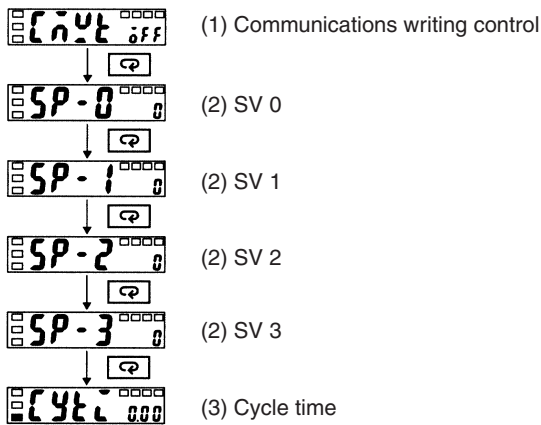 CMWT oFF (1) Communications writing control
SP-0 0 (2) SV 0
SP-1 0 (2) SV 1
SP-2 0 (2) SV 2
SP-3 0 (2) SV 3
CYTI 0.00 (3) Cycle time